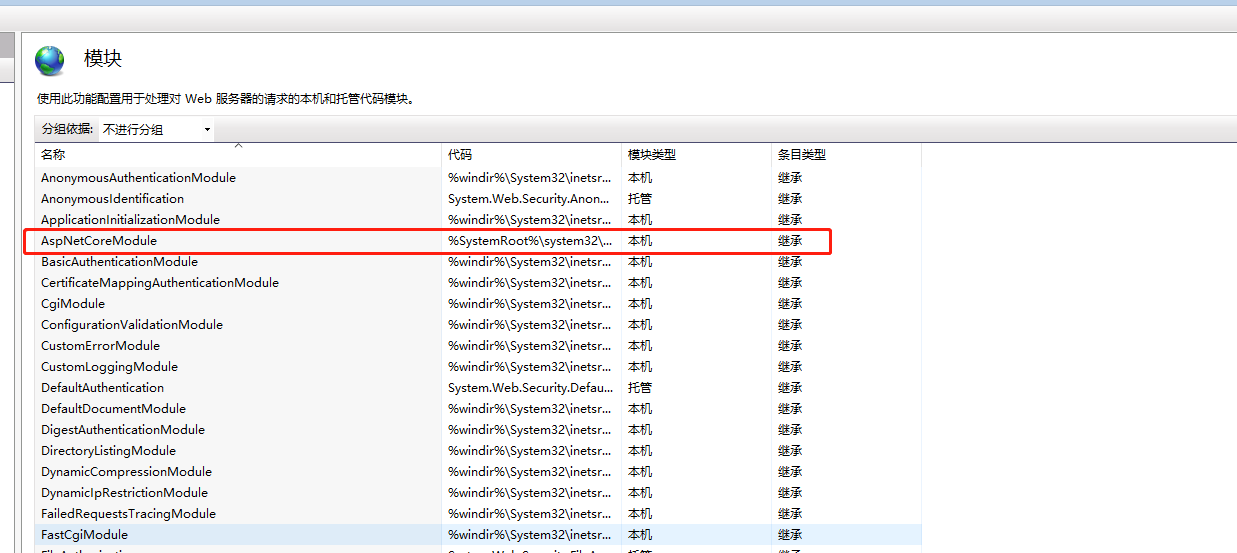 模块
使用此功能配置用于处理对 Web 服务器的请求的本机和托管代码模块。
分组依据: 不进行分组
名称 代码 模块类型 条目类型
AnonymousAuthenticationModule %windir%\System32\inetsr... 本机 继承
AnonymousIdentification System.Web.Security.Anon... 托管 继承
ApplicationInitializationModule %windir%\System32\inetsr... 本机 继承
AspNetCoreModule %SystemRoot%\system32\... 本机 继承
BasicAuthenticationModule %windir%\System32\inetsr... 本机 继承
CertificateMappingAuthenticationModule %windir%\System32\inetsr... 本机 继承
CgiModule %windir%\System32\inetsr... 本机 继承
ConfigurationValidationModule %windir%\System32\inetsr... 本机 继承
CustomErrorModule %windir%\System32\inetsr... 本机 继承
CustomLoggingModule %windir%\System32\inetsr... 本机 继承
DefaultAuthentication System.Web.Security.Defau... 托管 继承
DefaultDocumentModule %windir%\System32\inetsr... 本机 继承
DigestAuthenticationModule %windir%\System32\inetsr... 本机 继承
DirectoryListingModule %windir%\System32\inetsr... 本机 继承
DynamicCompressionModule %windir%\System32\inetsr... 本机 继承
DynamicIpRestrictionModule %windir%\System32\inetsr... 本机 继承
FailedRequestsTracingModule %windir%\System32\inetsr... 本机 继承
FastCgiModule %windir%\System32\inetsr... 本机 继承